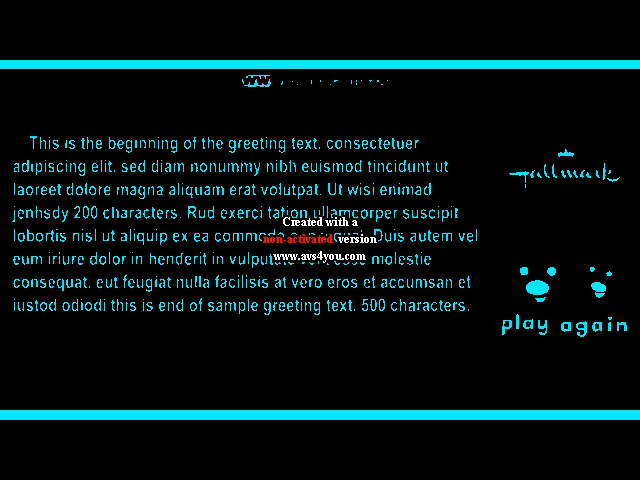 This is the beginning of the greeting text. consectetuer
adipiscing elit. sed diam nonummy nibh euismod tincidunt ut
laoreet dolore magna aliquam erat volutpat. Ut wisi enimad
jenhsdy 200 characters. Rud exerci tation ullamcorper suscipit
lobortis nisl ut aliquip ex ea Duis autem vel
eum iriure dolor in henderit in molestie
consequat. eut feugiat nulla facilisis at vero eros et accumsan et
iustod odiodi this is end of sample greeting text. 500 characters.
Created with a
non-activated version
www.avs4you.com
Hallmark
play again